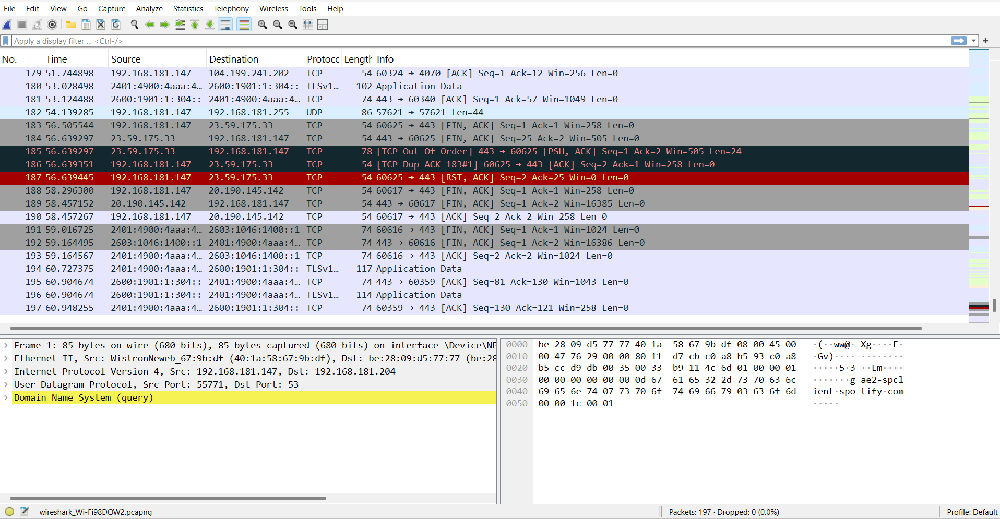 File Edit View Go Capture Analyze Statistics Telephony Wireless Tools Help
Apply a display filter … <Ctrl-/>
No. Time Source Destination Protocc Length Info
179 51.744898 192.168.181.147 104.199.241.202 TCP 54 60324 → 4070 [ACK] Seq=1 Ack=12 Win=256 Len=0
180 53.028498 2401:4900:4aaa:4… 2600:1901:1:304:: TLSv1… 102 Application Data
181 53.124488 2600:1901:1:304:: 2401:4900:4aaa:4… TCP 74 443 → 60340 [ACK] Seq=1 Ack=57 Win=1049 Len=0
182 54.139285 192.168.181.147 192.168.181.255 UDP 86 57621 → 57621 Len=44
183 56.505544 192.168.181.147 23.59.175.33 TCP 54 60625 → 443 [FIN, ACK] Seq=1 Ack=1 Win=258 Len=0
184 56.639297 23.59.175.33 192.168.181.147 TCP 54 443 → 60625 [FIN, ACK] Seq=25 Ack=2 Win=505 Len=0
185 56.639297 23.59.175.33 192.168.181.147 TCP 78 [TCP Out-Of-Order] 443 → 60625 [PSH, ACK] Seq=1 Ack=2 Win=505 Len=24
186 56.639351 192.168.181.147 23.59.175.33 TCP 54 [TCP Dup ACK 183#1] 60625 → 443 [ACK] Seq=2 Ack=1 Win=258 Len=0
187 56.639445 192.168.181.147 23.59.175.33 TCP 54 60625 → 443 [RST, ACK] Seq=2 Ack=25 Win=0 Len=0
188 58.296300 192.168.181.147 20.190.145.142 TCP 54 60617 → 443 [FIN, ACK] Seq=1 Ack=1 Win=258 Len=0
189 58.457152 20.190.145.142 192.168.181.147 TCP 54 443 → 60617 [FIN, ACK] Seq=1 Ack=2 Win=16385 Len=0
190 58.457267 192.168.181.147 20.190.145.142 TCP 54 60617 → 443 [ACK] Seq=2 Ack=2 Win=258 Len=0
191 59.016725 2401:4900:4aaa:4… 2603:1046:1400::1 TCP 74 60616 → 443 [FIN, ACK] Seq=1 Ack=1 Win=1024 Len=0
192 59.164495 2603:1046:1400::1 2401:4900:4aaa:4… TCP 74 443 → 60616 [FIN, ACK] Seq=1 Ack=2 Win=16386 Len=0
193 59.164567 2401:4900:4aaa:4… 2603:1046:1400::1 TCP 74 60616 → 443 [ACK] Seq=2 Ack=2 Win=1024 Len=0
194 60.727375 2401:4900:4aaa:4… 2600:1901:1:304:: TLSv1… 117 Application Data
195 60.904674 2600:1901:1:304:: 2401:4900:4aaa:4… TCP 74 443 → 60359 [ACK] Seq=81 Ack=130 Win=1043 Len=0
196 60.904674 2600:1901:1:304:: 2401:4900:4aaa:4… TLSv1… 114 Application Data
197 60.948255 2401:4900:4aaa:4… 2600:1901:1:304:: TCP 74 60359 → 443 [ACK] Seq=130 Ack=121 Win=258 Len=0
Frame 1: 85 bytes on wire (680 bits), 85 bytes captured (680 bits) on interface \Device\NP
Ethernet II, Src: WistronNeweb_67:9b:df (40:1a:58:67:9b:df), Dst: be:28:09:d5:77:77 (be:28
Internet Protocol Version 4, Src: 192.168.181.147, Dst: 192.168.181.204
User Datagram Protocol, Src Port: 55771, Dst Port: 53
Domain Name System (query)
0000 be 28 09 d5 77 77 40 1a 58 67 9b df 08 00 45 00 ·(··ww@· Xg····E·
0010 00 47 76 29 00 00 80 11 d7 cb c0 a8 b5 93 c0 a8 ·Gv)···· ········
0020 b5 cc d9 db 00 35 00 33 b9 11 4c 6d 01 00 00 01 ·····5·3 ··Lm····
0030 00 00 00 00 00 00 0d 67 61 65 32 2d 73 70 63 6c ·······g ae2-spcl
0040 69 65 6e 74 07 73 70 6f 74 69 66 79 03 63 6f 6d ient·spo tify·com
0050 00 00 1c 00 01 ·····
wireshark_Wi-Fi98DQW2.pcapng Packets: 197 · Dropped: 0 (0.0%) Profile: Default